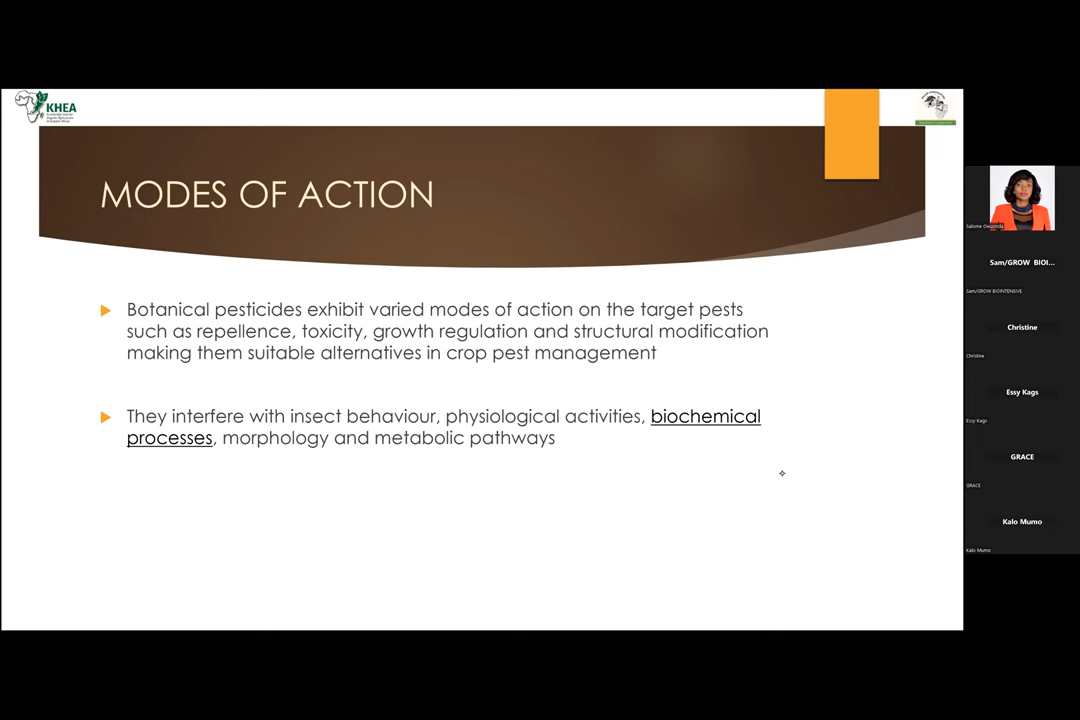 KHEA
MODES OF ACTION
Botanical pesticides exhibit varied modes of action on the target pests
such as repellence, toxicity, growth regulation and structural modification
making them suitable alternatives in crop pest management
They interfere with insect behaviour, physiological activities, biochemical
processes, morphology and metabolic pathways
Salome Owuonda
Sam/GROW BIOI...
Sam/GROW BIOINTENSIVE
Christine
Christine
Essy Kags
Essy Kags
GRACE
GRACE
Kalo Mumo
Kalo Mumo